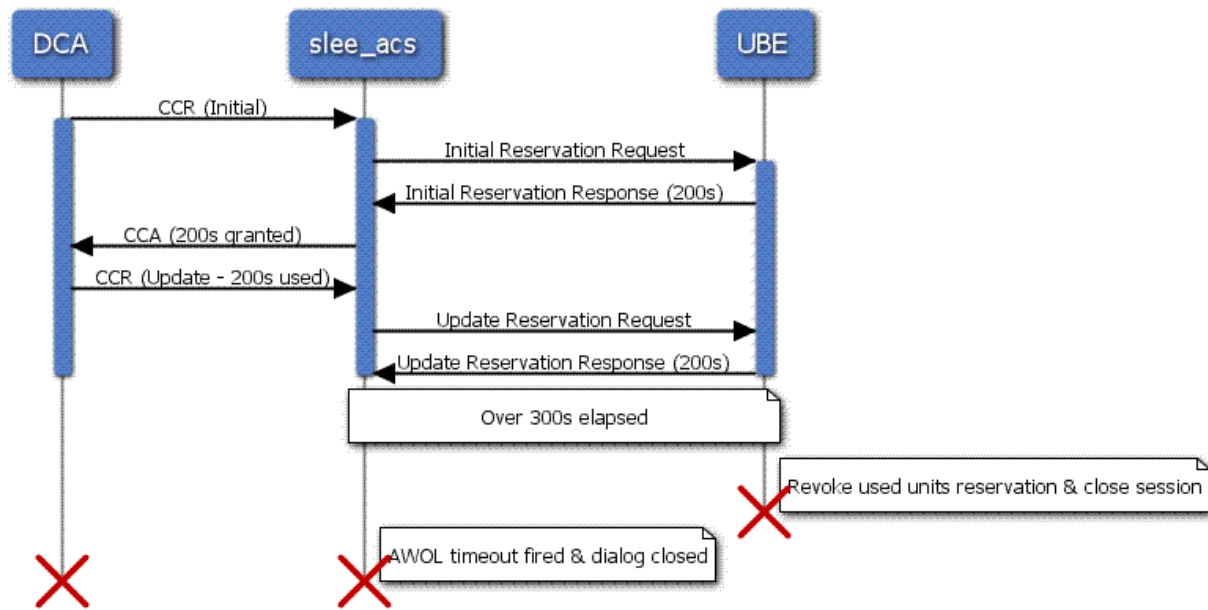 DCA
slee_acs
UBE
CCR (Initial)
Initial Reservation Request
Initial Reservation Response (200s)
CCA (200s granted)
CCR (Update - 200s used)
Update Reservation Request
Update Reservation Response (200s)
Over 300s elapsed
Revoke used units reservation & close session
AWOL timeout fired & dialog closed